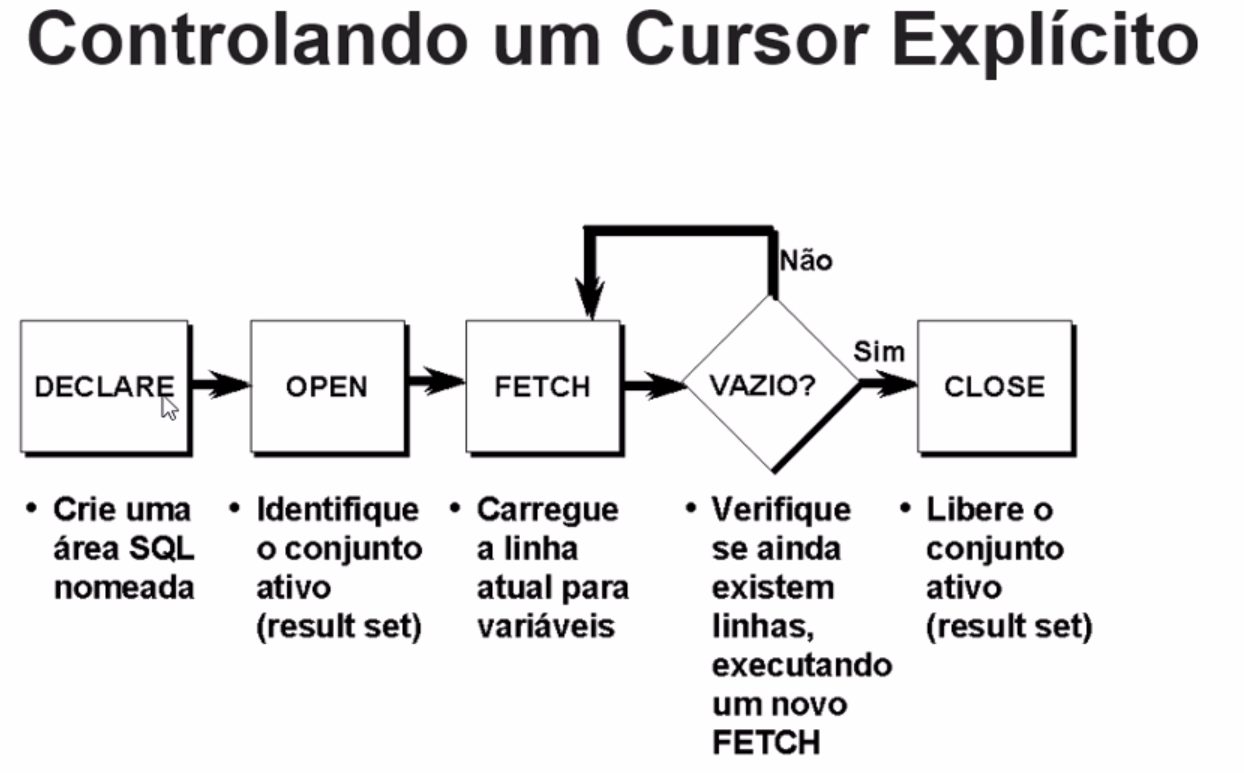 Controlando um Cursor Explícito
Não
Sim
DECLARE
OPEN
FETCH
VAZIO?
CLOSE
• Crie uma
área SQL
nomeada
• Identifique
o conjunto
ativo
(result set)
• Carregue
a linha
atual para
variáveis
• Verifique
se ainda
existem
linhas,
executando
um novo
FETCH
• Libere o
conjunto
ativo
(result set)